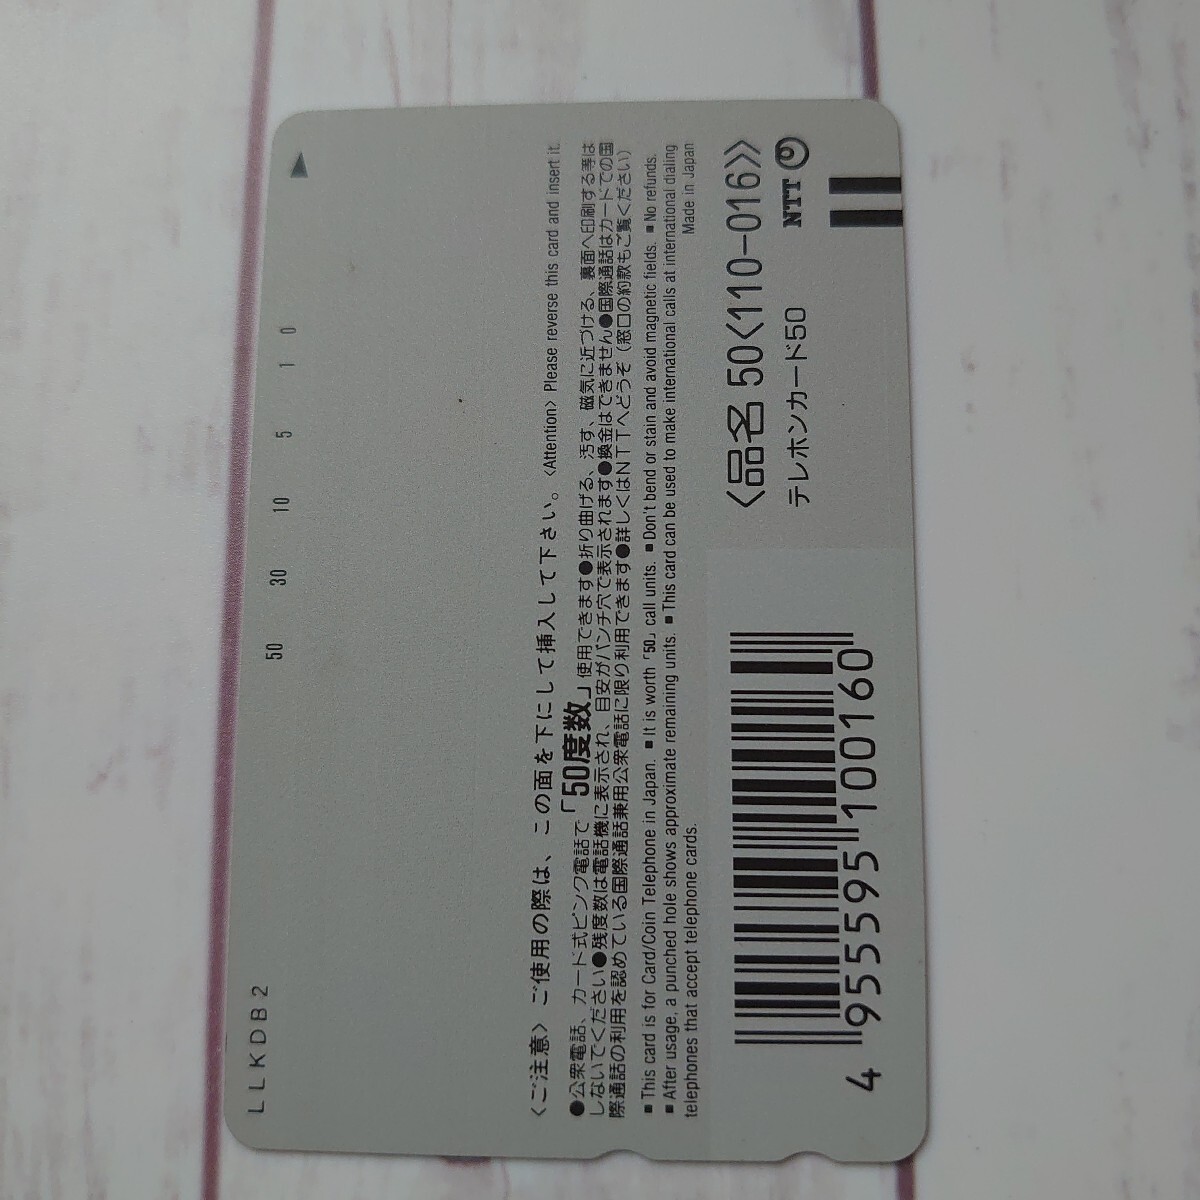 LLKDB2
50 30 10 5 1 0
〈ご注意〉ご使用の際は、この面を下にして挿入して下さい。〈Attention〉Please reverse this card and insert it.
●公衆電話、カード式ピンク電話で「50度数」使用できます●折り曲げる、汚す、磁気に近づける、裏面へ印刷する等は
しないでください●残度数は電話機に表示され、目安がパンチ穴で表示されます●換金はできません●国際通話はカードでの国
際通話の利用を認めている国際通話兼用公衆電話に限り利用できます●詳しくはNTTへどうぞ（窓口の約款もご覧ください）
■This card is for Card/Coin Telephone in Japan. ■It is worth「50」call units. ■Don't bend or stain and avoid magnetic fields. ■No refunds.
■After usage, a punched hole shows approximate remaining units. ■This card can be used to make international calls at international dialing
telephones that accept telephone cards. Made in Japan
〈品名 50〈110-016〉〉
テレホンカード50
NTT
4 955595 100160